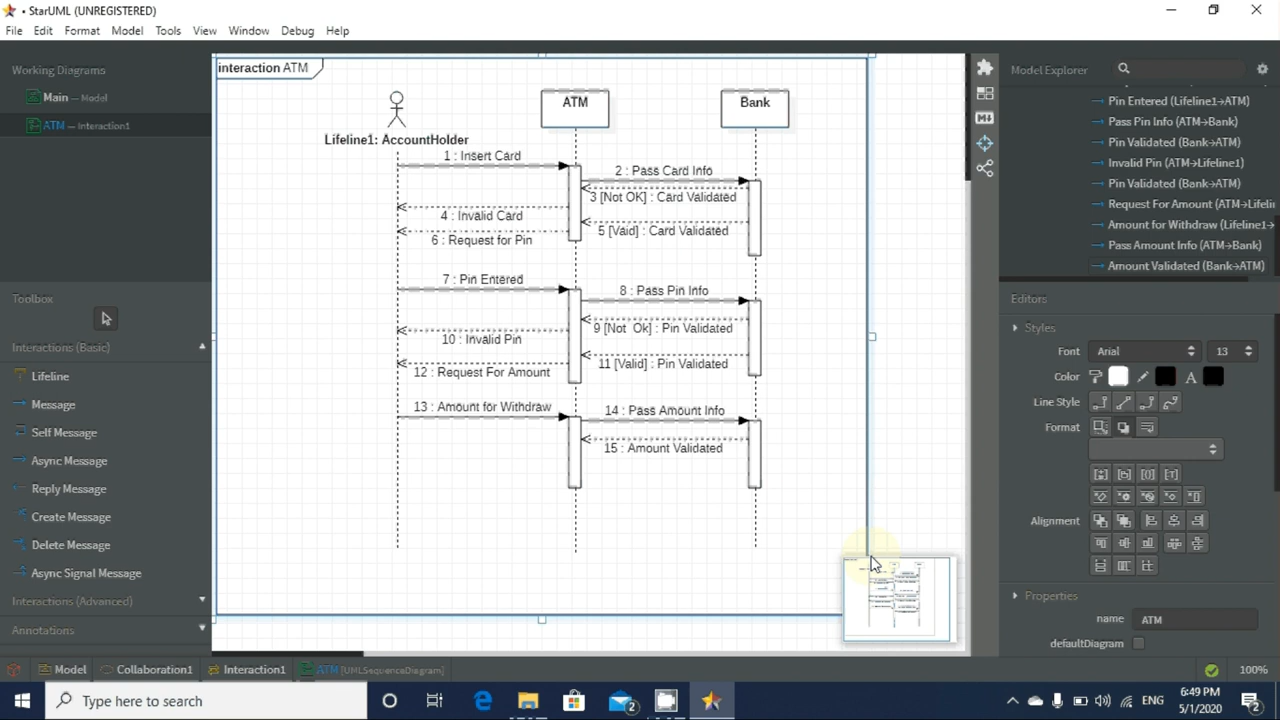 • StarUML (UNREGISTERED)
File Edit Format Model Tools View Window Debug Help
Working Diagrams
Main — Model
ATM — Interaction1
Toolbox
Interactions (Basic)
Lifeline
Message
Self Message
Async Message
Reply Message
Create Message
Delete Message
Async Signal Message
Interactions (Advanced)
Annotations
interaction ATM
ATM
Bank
Lifeline1: AccountHolder
1 : Insert Card
2 : Pass Card Info
3 [Not OK] : Card Validated
4 : Invalid Card
5 [Vaid] : Card Validated
6 : Request for Pin
7 : Pin Entered
8 : Pass Pin Info
9 [Not Ok] : Pin Validated
10 : Invalid Pin
11 [Valid] : Pin Validated
12 : Request For Amount
13 : Amount for Withdraw
14 : Pass Amount Info
15 : Amount Validated
Model Explorer
Pin Entered (Lifeline1→ATM)
Pass Pin Info (ATM→Bank)
Pin Validated (Bank→ATM)
Invalid Pin (ATM→Lifeline1)
Pin Validated (Bank→ATM)
Request For Amount (ATM→Lifelin
Amount for Withdraw (Lifeline1→
Pass Amount Info (ATM→Bank)
Amount Validated (Bank→ATM)
Editors
Styles
Font Arial 13
Color A
Line Style
Format
Alignment
Properties
name ATM
defaultDiagram
Model Collaboration1 Interaction1 ATM [UMLSequenceDiagram]
100%
Type here to search
2
ENG
6:49 PM
5/1/2020
2